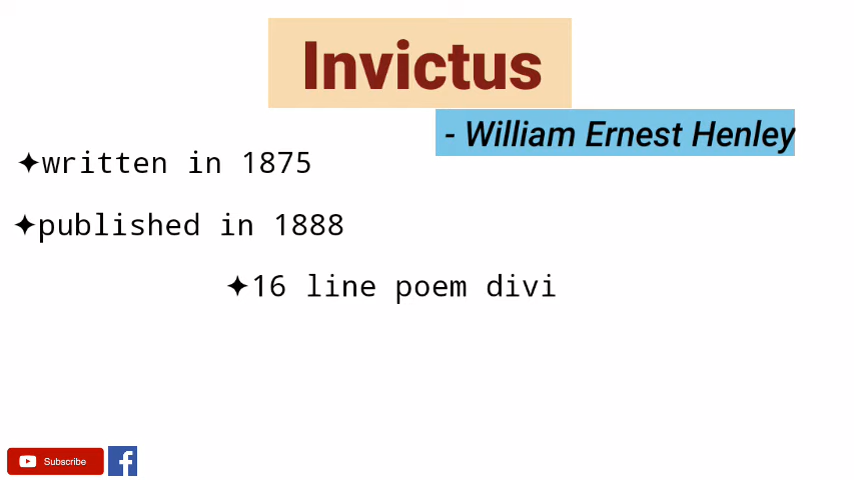 Invictus
- William Ernest Henley
✦written in 1875
✦published in 1888
✦16 line poem divi
Subscribe